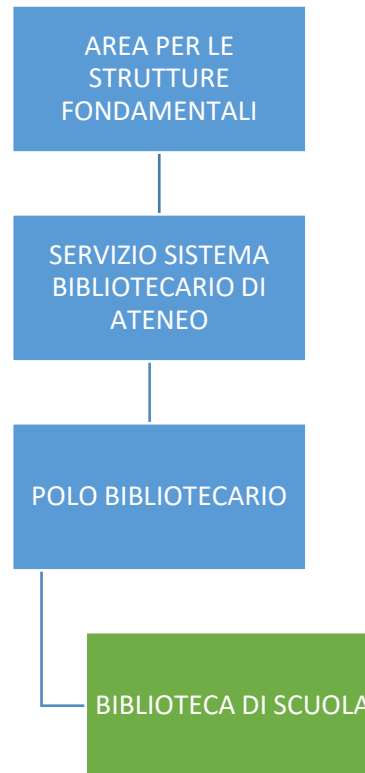 AREA PER LE
STRUTTURE
FONDAMENTALI
SERVIZIO SISTEMA
BIBLIOTECARIO DI
ATENEO
POLO BIBLIOTECARIO
BIBLIOTECA DI SCUOLA